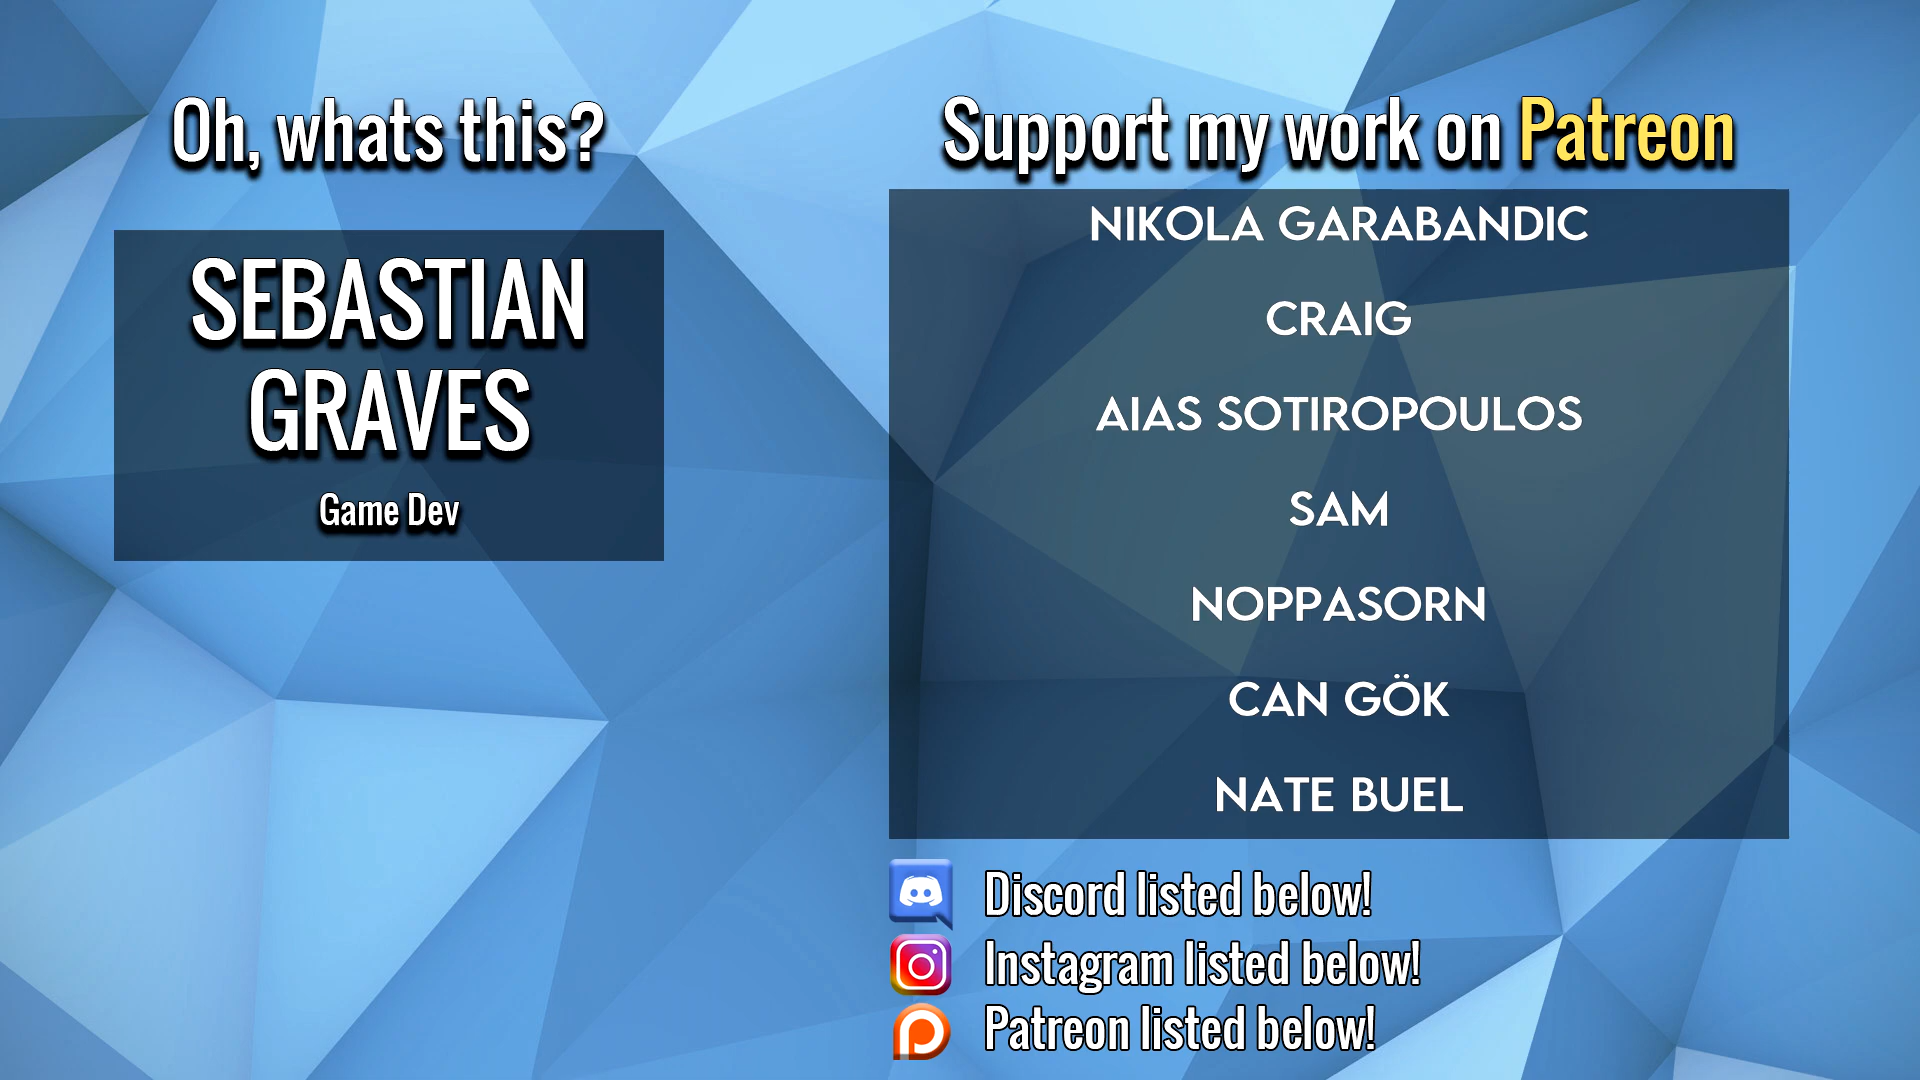 Oh, whats this?
SEBASTIAN
GRAVES
Game Dev
Support my work on Patreon
NIKOLA GARABANDIC
CRAIG
AIAS SOTIROPOULOS
SAM
NOPPASORN
CAN GÖK
NATE BUEL
Discord listed below!
Instagram listed below!
Patreon listed below!